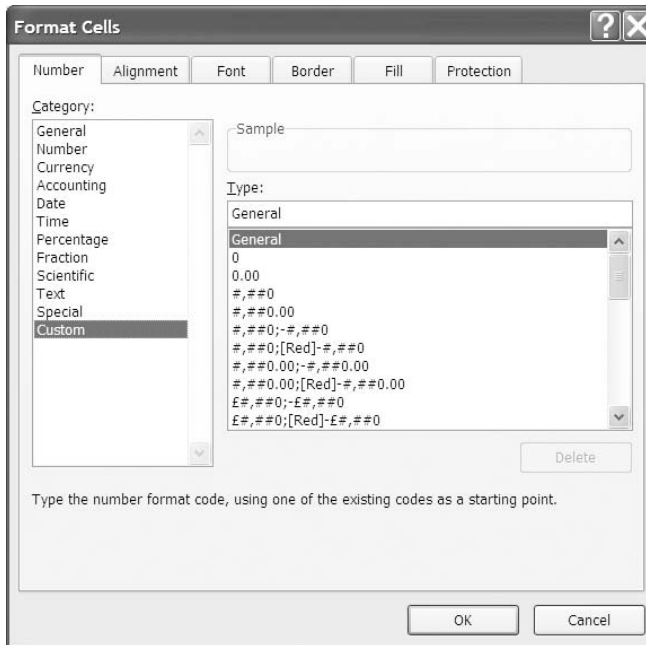 Format Cells
Number Alignment Font Border Fill Protection
Category:
General
Number
Currency
Accounting
Date
Time
Percentage
Fraction
Scientific
Text
Special
Custom
Sample
Type:
General
General
0
0.00
#,##0
#,##0.00
#,##0;-#,##0
#,##0;[Red]-#,##0
#,##0.00;-#,##0.00
#,##0.00;[Red]-#,##0.00
£#,##0;-£#,##0
£#,##0;[Red]-£#,##0
Delete
Type the number format code, using one of the existing codes as a starting point.
OK Cancel